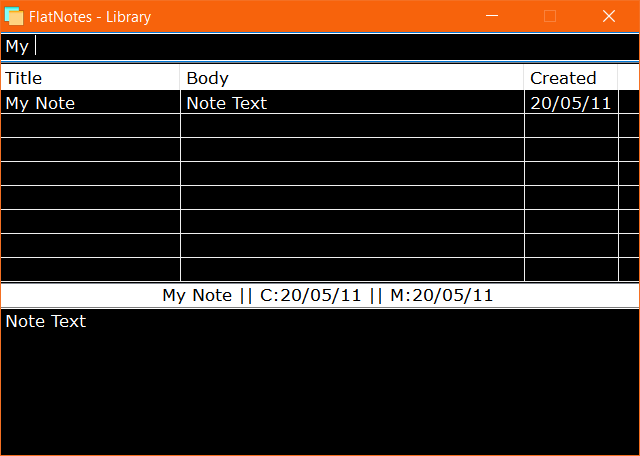 FlatNotes - Library
My
Title Body Created
My Note Note Text 20/05/11
My Note || C:20/05/11 || M:20/05/11
Note Text